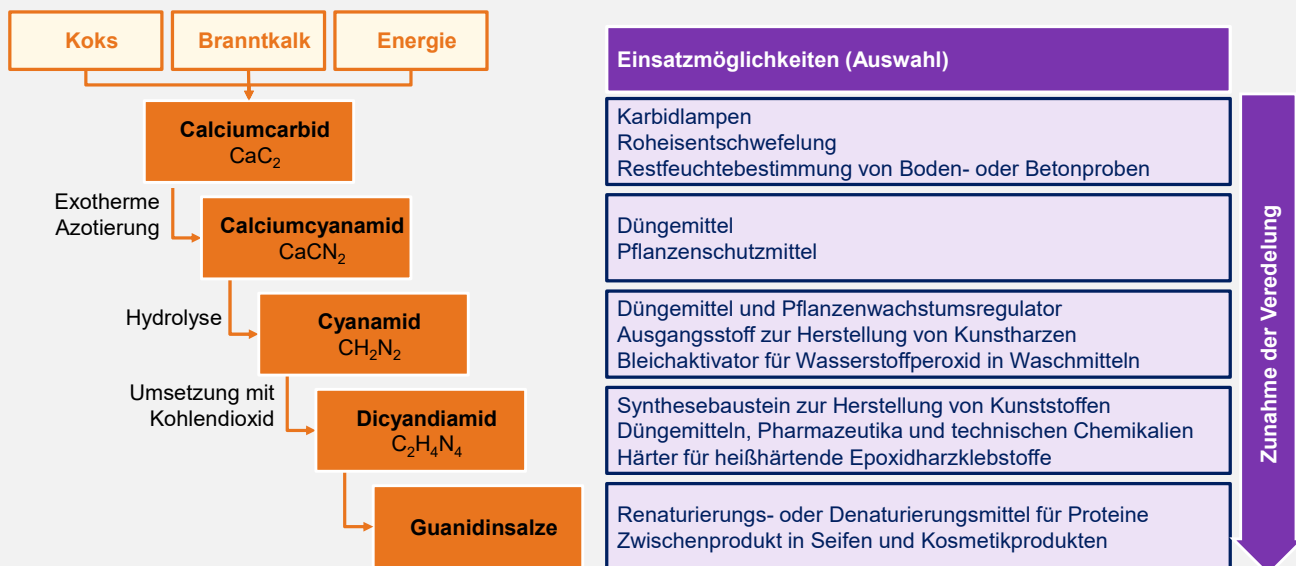 Koks
Branntkalk
Energie
Einsatzmöglichkeiten (Auswahl)
Calciumcarbid
CaC₂
Karbidlampen
Roheisentschwefelung
Restfeuchtebestimmung von Boden- oder Betonproben
Exotherme
Azotierung
Calciumcyanamid
CaCN₂
Düngemittel
Pflanzenschutzmittel
Hydrolyse
Cyanamid
CH₂N₂
Düngemittel und Pflanzenwachstumsregulator
Ausgangsstoff zur Herstellung von Kunstharzen
Bleichaktivator für Wasserstoffperoxid in Waschmitteln
Umsetzung mit
Kohlendioxid
Dicyandiamid
C₂H₄N₄
Synthesebaustein zur Herstellung von Kunststoffen
Düngemitteln, Pharmazeutika und technischen Chemikalien
Härter für heißhärtende Epoxidharzklebstoffe
Guanidinsalze
Renaturierungs- oder Denaturierungsmittel für Proteine
Zwischenprodukt in Seifen und Kosmetikprodukten
Zunahme der Veredelung